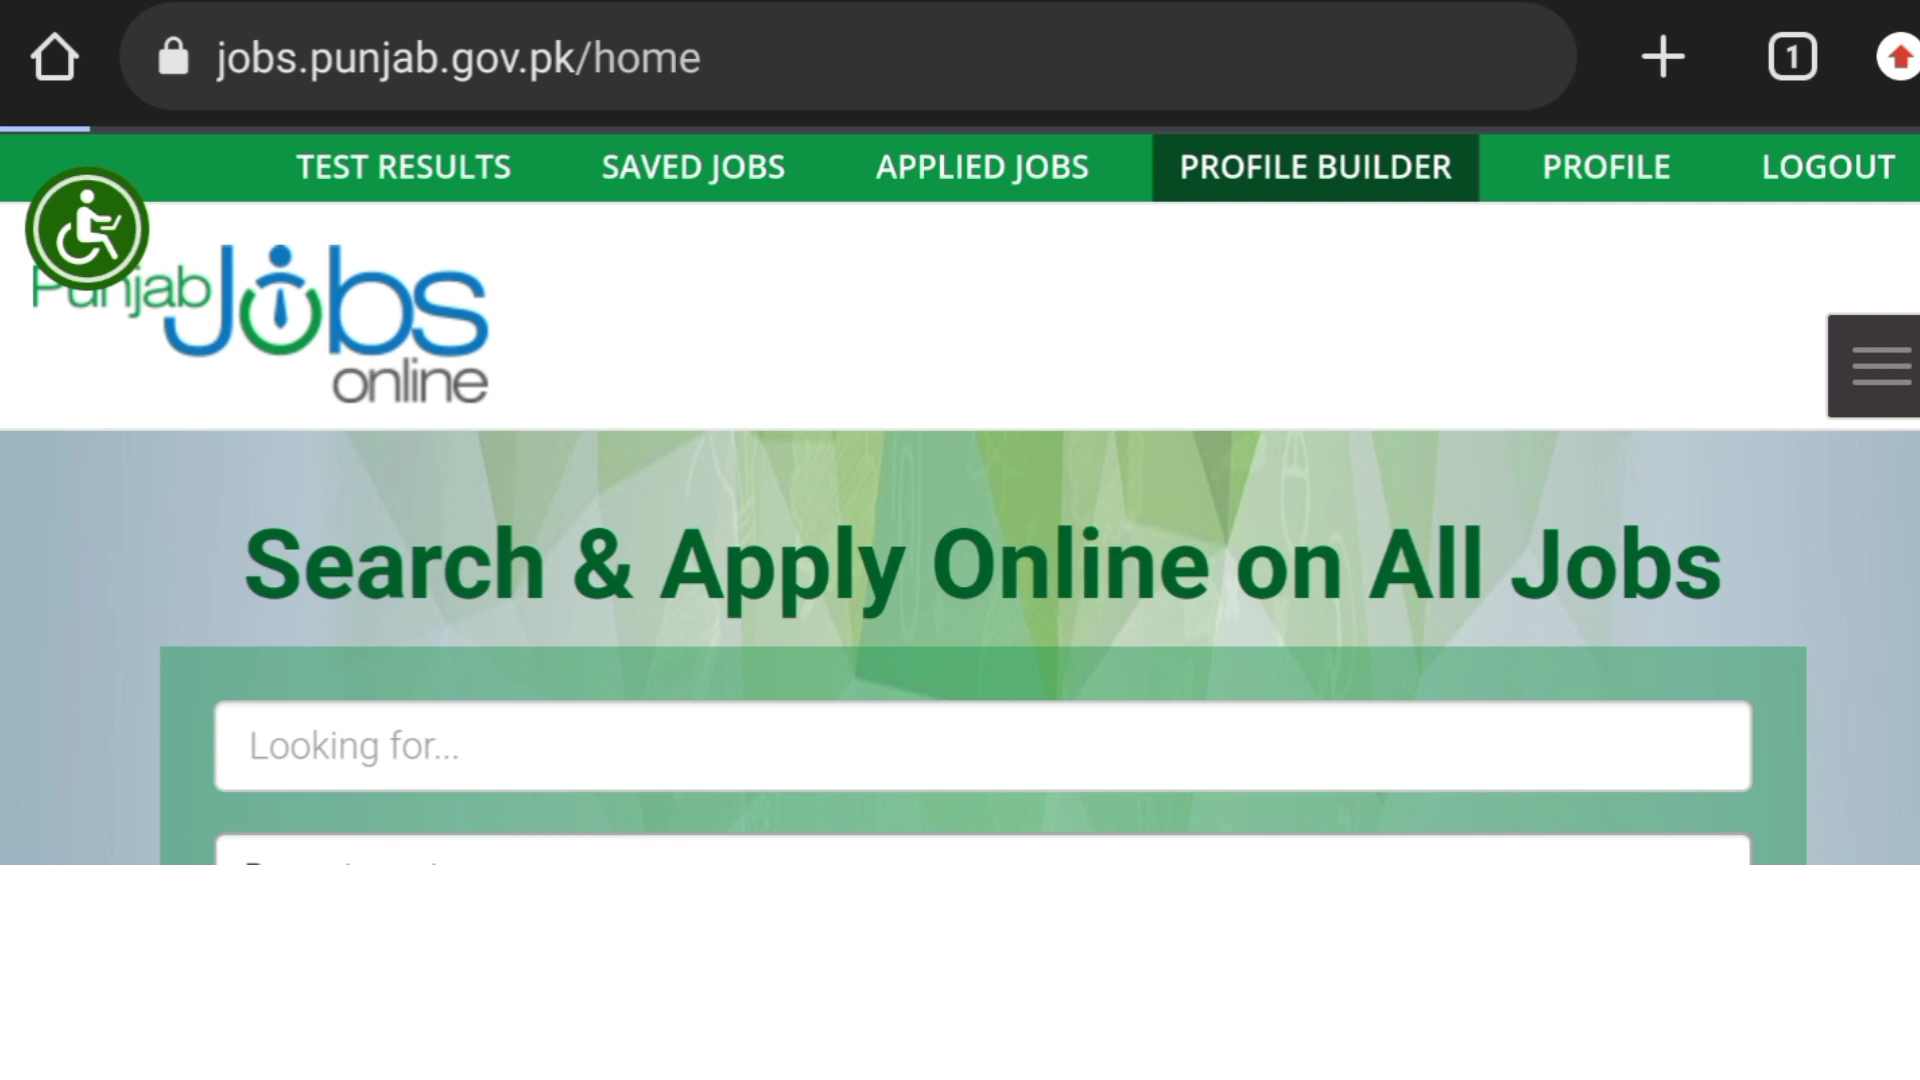 jobs.punjab.gov.pk/home
1
TEST RESULTS SAVED JOBS APPLIED JOBS PROFILE BUILDER PROFILE LOGOUT
Punjab Jobs
online
Search & Apply Online on All Jobs
Looking for...